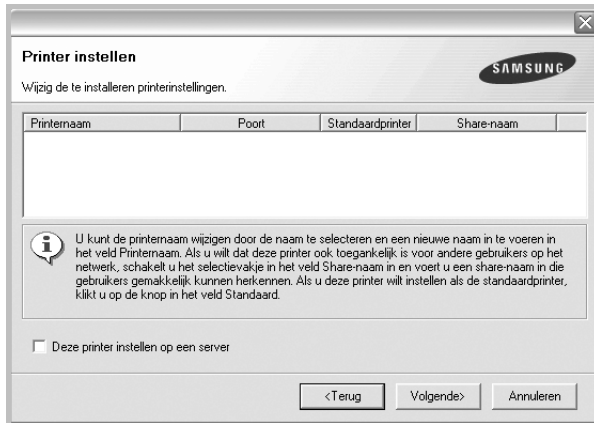 Printer instellen
SAMSUNG
Wijzig de te installeren printerinstellingen.
Printernaam Poort Standaardprinter Share-naam
U kunt de printernaam wijzigen door de naam te selecteren en een nieuwe naam in te voeren in
het veld Printernaam. Als u wilt dat deze printer ook toegankelijk is voor andere gebruikers op het
netwerk, schakelt u het selectievakje in het veld Share-naam in en voert u een share-naam in die
gebruikers gemakkelijk kunnen herkennen. Als u deze printer wilt instellen als de standaardprinter,
klikt u op de knop in het veld Standaard.
Deze printer instellen op een server
<Terug Volgende> Annuleren